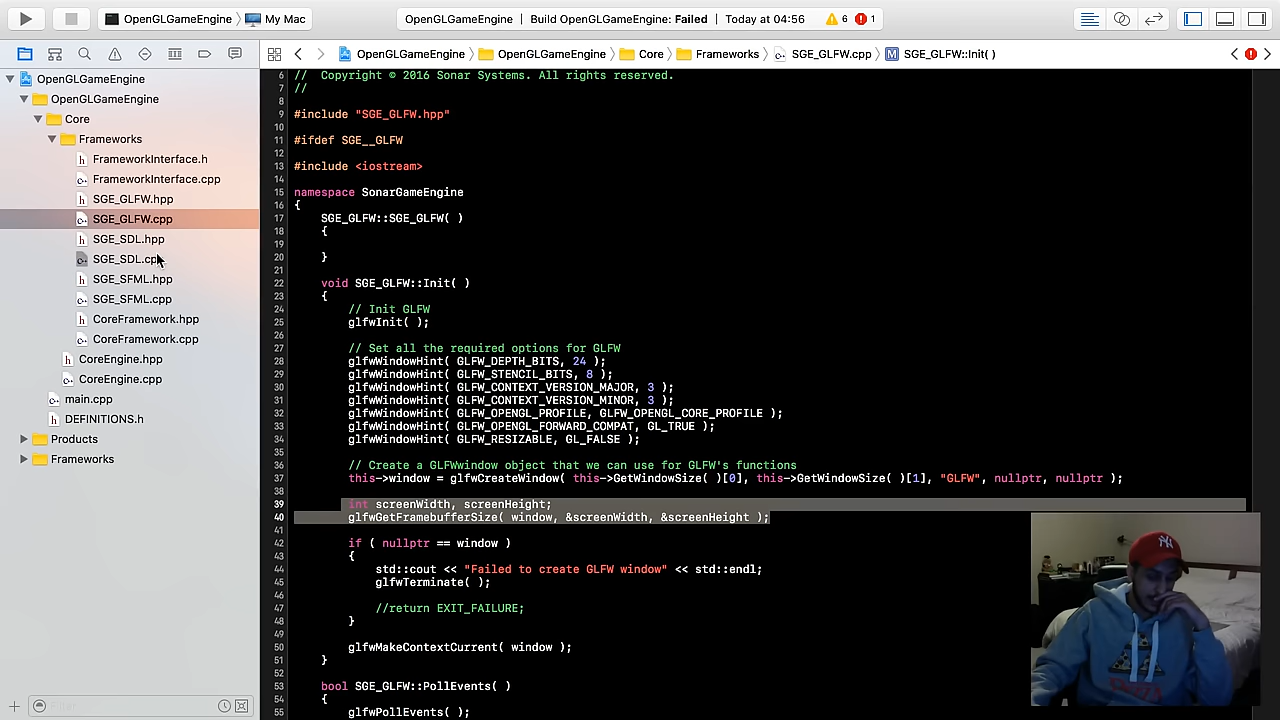 OpenGLGameEngine 〉 My Mac
OpenGLGameEngine | Build OpenGLGameEngine: Failed | Today at 04:56 6 1
OpenGLGameEngine 〉 OpenGLGameEngine 〉 Core 〉 Frameworks 〉 SGE_GLFW.cpp 〉 M SGE_GLFW::Init( )
OpenGLGameEngine
OpenGLGameEngine
Core
Frameworks
h FrameworkInterface.h
c+ FrameworkInterface.cpp
h SGE_GLFW.hpp
c+ SGE_GLFW.cpp
h SGE_SDL.hpp
SGE_SDL.cp
h SGE_SFML.hpp
c+ SGE_SFML.cpp
h CoreFramework.hpp
c+ CoreFramework.cpp
h CoreEngine.hpp
c+ CoreEngine.cpp
main.cpp
h DEFINITIONS.h
Products
Frameworks
Filter
6 // Copyright © 2016 Sonar Systems. All rights reserved.
7 //
8
9 #include "SGE_GLFW.hpp"
10
11 #ifdef SGE__GLFW
12
13 #include <iostream>
14
15 namespace SonarGameEngine
16 {
17 SGE_GLFW::SGE_GLFW( )
18 {
19
20 }
21
22 void SGE_GLFW::Init( )
23 {
24 // Init GLFW
25 glfwInit( );
26
27 // Set all the required options for GLFW
28 glfwWindowHint( GLFW_DEPTH_BITS, 24 );
29 glfwWindowHint( GLFW_STENCIL_BITS, 8 );
30 glfwWindowHint( GLFW_CONTEXT_VERSION_MAJOR, 3 );
31 glfwWindowHint( GLFW_CONTEXT_VERSION_MINOR, 3 );
32 glfwWindowHint( GLFW_OPENGL_PROFILE, GLFW_OPENGL_CORE_PROFILE );
33 glfwWindowHint( GLFW_OPENGL_FORWARD_COMPAT, GL_TRUE );
34 glfwWindowHint( GLFW_RESIZABLE, GL_FALSE );
35
36 // Create a GLFWwindow object that we can use for GLFW's functions
37 this->window = glfwCreateWindow( this->GetWindowSize( )[0], this->GetWindowSize( )[1], "GLFW", nullptr, nullptr );
38
39 int screenWidth, screenHeight;
40 glfwGetFramebufferSize( window, &screenWidth, &screenHeight );
41
42 if ( nullptr == window )
43 {
44 std::cout << "Failed to create GLFW window" << std::endl;
45 glfwTerminate( );
46
47 //return EXIT_FAILURE;
48 }
49
50 glfwMakeContextCurrent( window );
51 }
52
53 bool SGE_GLFW::PollEvents( )
54 {
55 glfwPollEvents( );